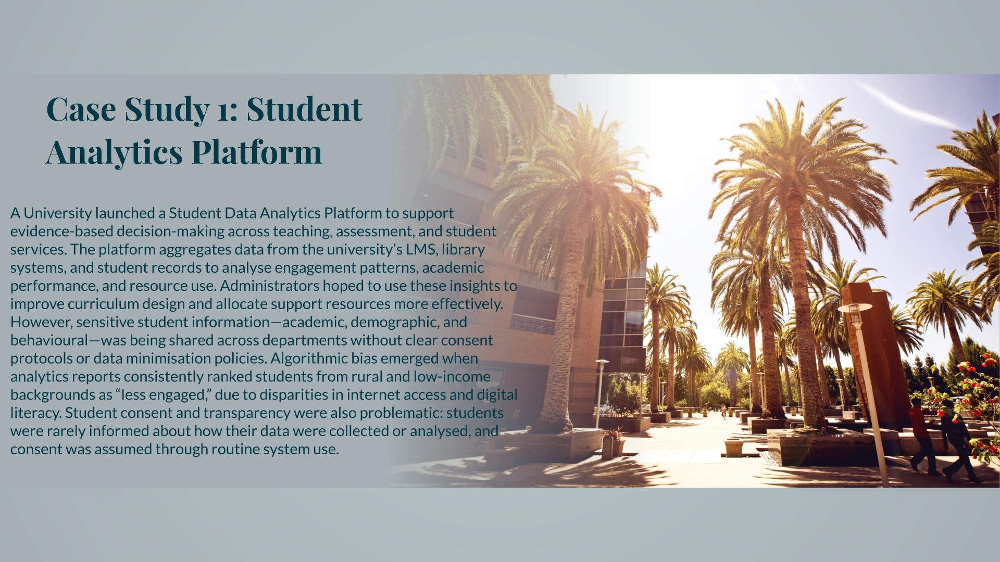 Case Study 1: Student
Analytics Platform
A University launched a Student Data Analytics Platform to support
evidence-based decision-making across teaching, assessment, and student
services. The platform aggregates data from the university’s LMS, library
systems, and student records to analyse engagement patterns, academic
performance, and resource use. Administrators hoped to use these insights to
improve curriculum design and allocate support resources more effectively.
However, sensitive student information—academic, demographic, and
behavioural—was being shared across departments without clear consent
protocols or data minimisation policies. Algorithmic bias emerged when
analytics reports consistently ranked students from rural and low-income
backgrounds as “less engaged,” due to disparities in internet access and digital
literacy. Student consent and transparency were also problematic: students
were rarely informed about how their data were collected or analysed, and
consent was assumed through routine system use.